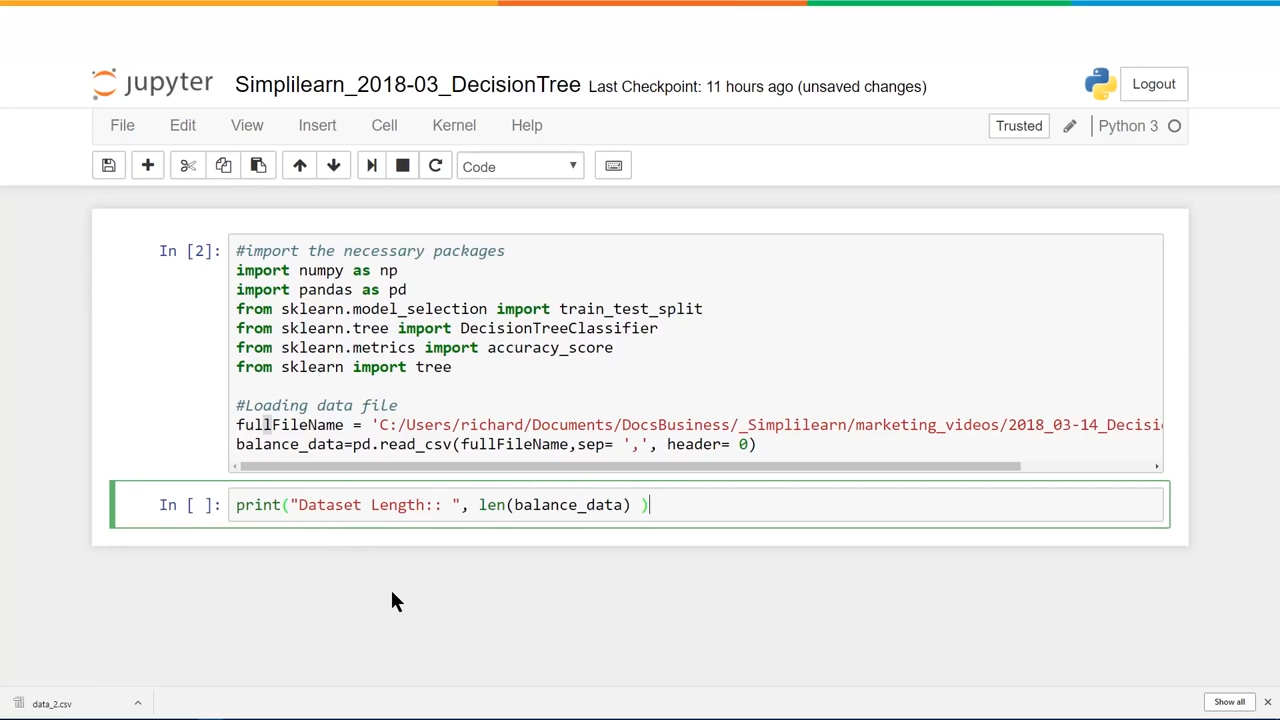 jupyter Simplilearn_2018-03_DecisionTree Last Checkpoint: 11 hours ago (unsaved changes) Logout
File Edit View Insert Cell Kernel Help Trusted Python 3
Code
In [2]: #import the necessary packages
import numpy as np
import pandas as pd
from sklearn.model_selection import train_test_split
from sklearn.tree import DecisionTreeClassifier
from sklearn.metrics import accuracy_score
from sklearn import tree
#Loading data file
fullFileName = 'C:/Users/richard/Documents/DocsBusiness/_Simplilearn/marketing_videos/2018_03-14_Decisi
balance_data=pd.read_csv(fullFileName,sep= ',', header= 0)
In [ ]: print("Dataset Length:: ", len(balance_data) )
data_2.csv Show all